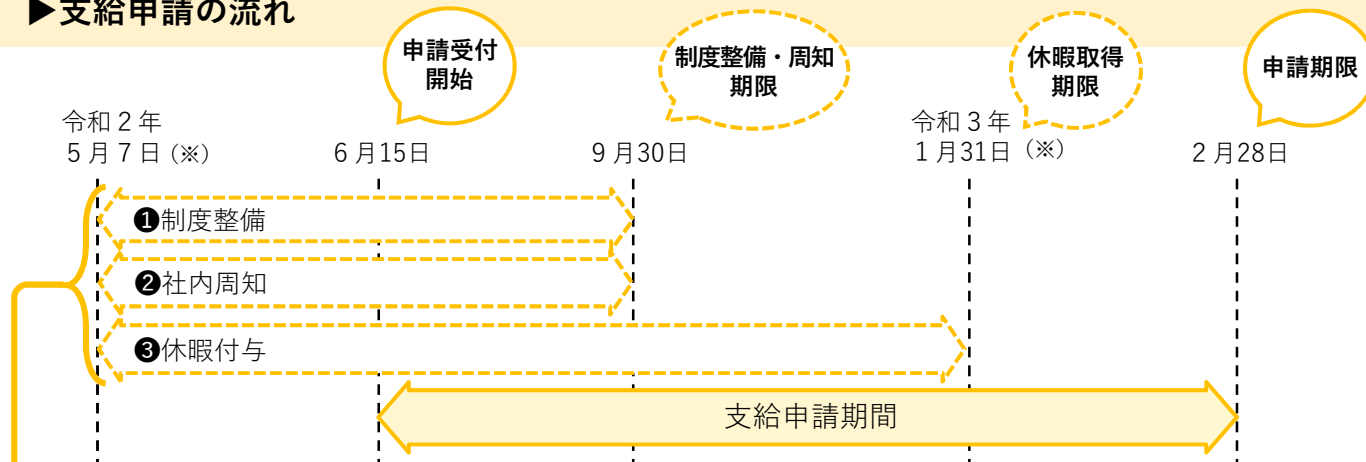 ▶支給申請の流れ
申請受付
開始
制度整備・周知
期限
休暇取得
期限
申請期限
令和２年
５月７日（※）
６月15日
９月30日
令和３年
１月31日（※）
２月28日
❶制度整備
❷社内周知
❸休暇付与
支給申請期間